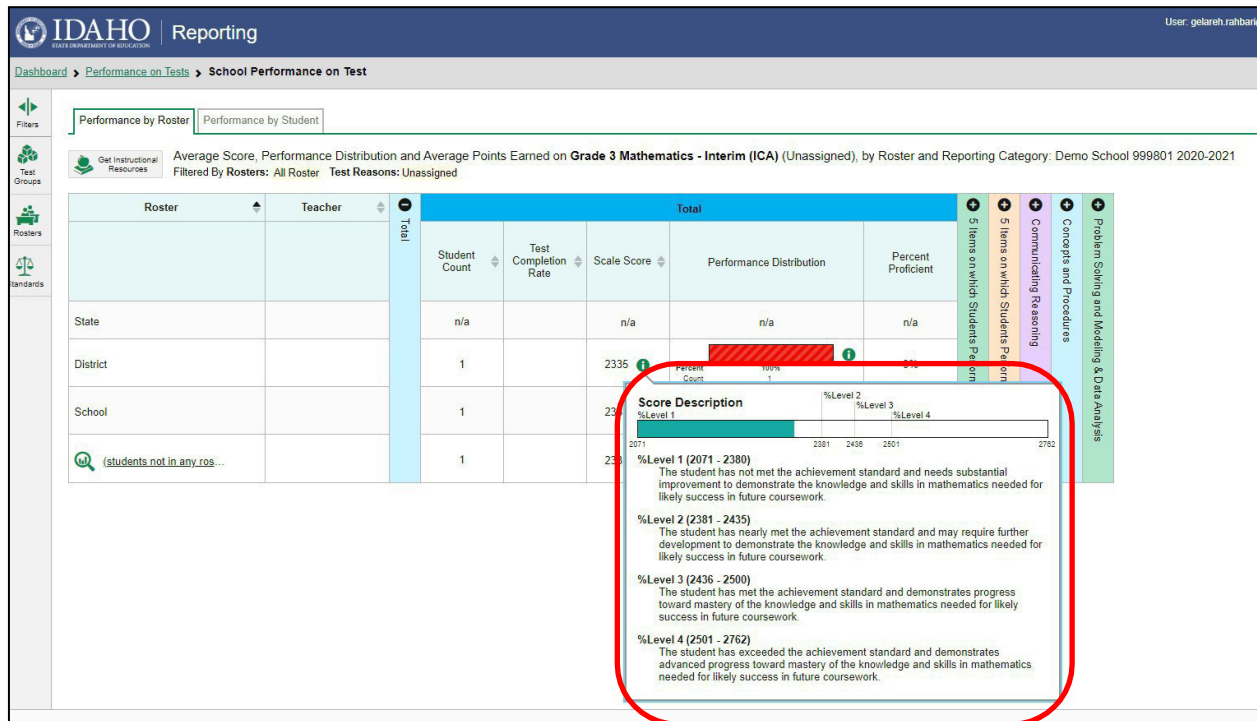 IDAHO
STATE DEPARTMENT OF EDUCATION
Reporting
User: gelareh.rahbari
Dashboard > Performance on Tests > School Performance on Test
Filters
Test Groups
Rosters
Standards
Performance by Roster
Performance by Student
Get Instructional Resources
Average Score, Performance Distribution and Average Points Earned on Grade 3 Mathematics - Interim (ICA) (Unassigned), by Roster and Reporting Category: Demo School 999801 2020-2021
Filtered By Rosters: All Roster Test Reasons: Unassigned
Roster
Teacher
Total
Total
Student Count
Test Completion Rate
Scale Score
Performance Distribution
Percent Proficient
5 Items on which Students Perform
5 Items on which Students Perform
Communicating Reasoning
Concepts and Procedures
Problem Solving and Modeling & Data Analysis
State
n/a
n/a
n/a
n/a
District
1
2335
Percent 100%
Count 1
0%
School
1
23
(students not in any ros...
1
23
Score Description
%Level 1
%Level 2
%Level 3
%Level 4
2071 2381 2436 2501 2762
%Level 1 (2071 - 2380)
The student has not met the achievement standard and needs substantial
improvement to demonstrate the knowledge and skills in mathematics needed for
likely success in future coursework.
%Level 2 (2381 - 2435)
The student has nearly met the achievement standard and may require further
development to demonstrate the knowledge and skills in mathematics needed for
likely success in future coursework.
%Level 3 (2436 - 2500)
The student has met the achievement standard and demonstrates progress
toward mastery of the knowledge and skills in mathematics needed for likely
success in future coursework.
%Level 4 (2501 - 2762)
The student has exceeded the achievement standard and demonstrates
advanced progress toward mastery of the knowledge and skills in mathematics
needed for likely success in future coursework.